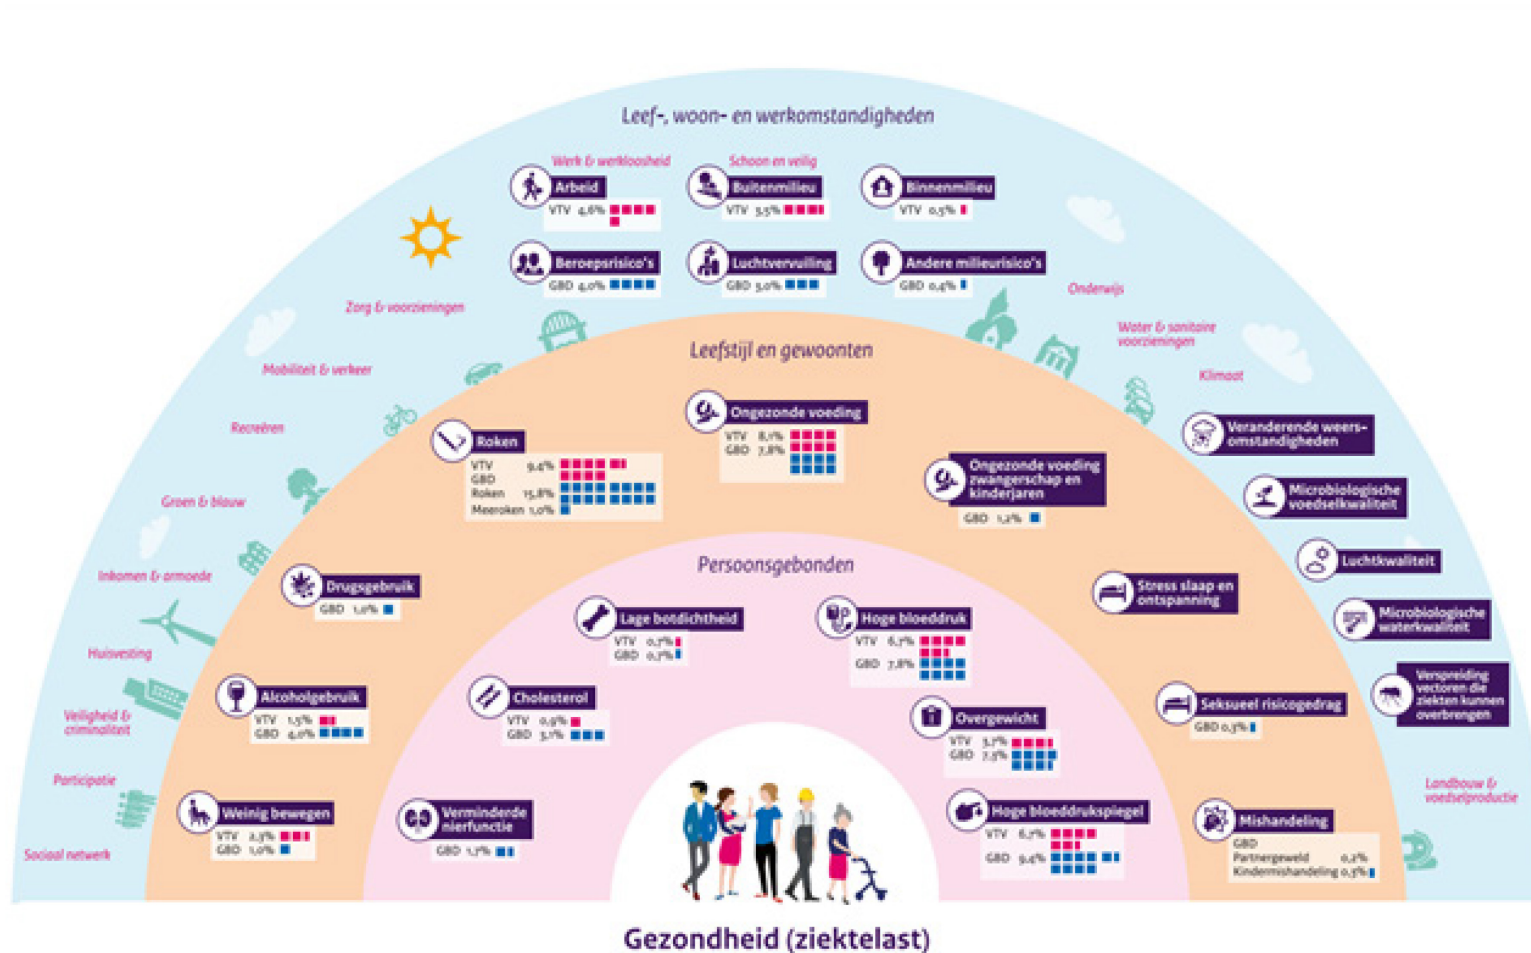 Leef-, woon- en werkomstandigheden
Werk & werkloosheid
Arbeid
VTV 4,6%
Schoon en veilig
Buitenmilieu
VTV 3,5%
Binnenmilieu
VTV 0,5%
Beroepsrisico's
GBD 4,0%
Luchtvervuiling
GBD 3,0%
Andere milieurisico's
GBD 0,4%
Zorg & voorzieningen
Mobiliteit & verkeer
Recreëren
Groen & blauw
Inkomen & armoede
Huisvesting
Veiligheid &
criminaliteit
Participatie
Sociaal netwerk
Onderwijs
Water & sanitaire
voorzieningen
Klimaat
Veranderende weers-
omstandigheden
Microbiologische
voedselkwaliteit
Luchtkwaliteit
Microbiologische
waterkwaliteit
Verspreiding
vectoren die
ziekten kunnen
overbrengen
Landbouw &
voedselproductie
Leefstijl en gewoonten
Roken
VTV 9,4%
GBD
Roken 15,8%
Meeroken 1,0%
Ongezonde voeding
VTV 8,1%
GBD 7,8%
Ongezonde voeding
zwangerschap en
kinderjaren
GBD 1,2%
Drugsgebruik
GBD 1,0%
Alcoholgebruik
VTV 1,5%
GBD 4,0%
Weinig bewegen
VTV 2,3%
GBD 1,0%
Stress slaap en
ontspanning
Seksueel risicogedrag
GBD 0,3%
Mishandeling
GBD
Partnergeweld 0,2%
Kindermishandeling 0,3%
Persoonsgebonden
Lage botdichtheid
VTV 0,7%
GBD 0,7%
Hoge bloeddruk
VTV 6,7%
GBD 7,8%
Cholesterol
VTV 0,9%
GBD 3,1%
Overgewicht
VTV 3,7%
GBD 7,3%
Verminderde
nierfunctie
GBD 1,7%
Hoge bloeddrukspiegel
VTV 6,7%
GBD 9,4%
Gezondheid (ziektelast)